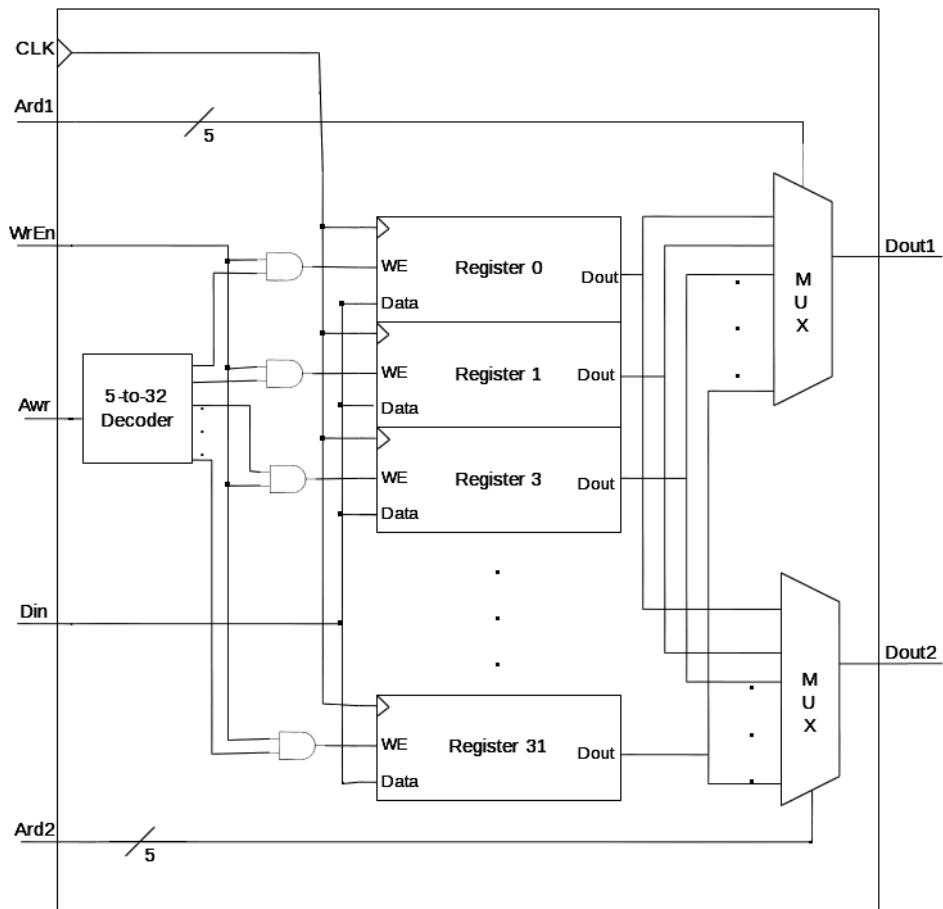 CLK
Ard1
5
WrEn
Dout1
WE
Register 0
Dout
Data
M
U
X
WE
Register 1
Dout
Data
5-to-32
Decoder
Awr
WE
Register 3
Dout
Data
Din
Dout2
M
U
X
WE
Register 31
Dout
Data
Ard2
5